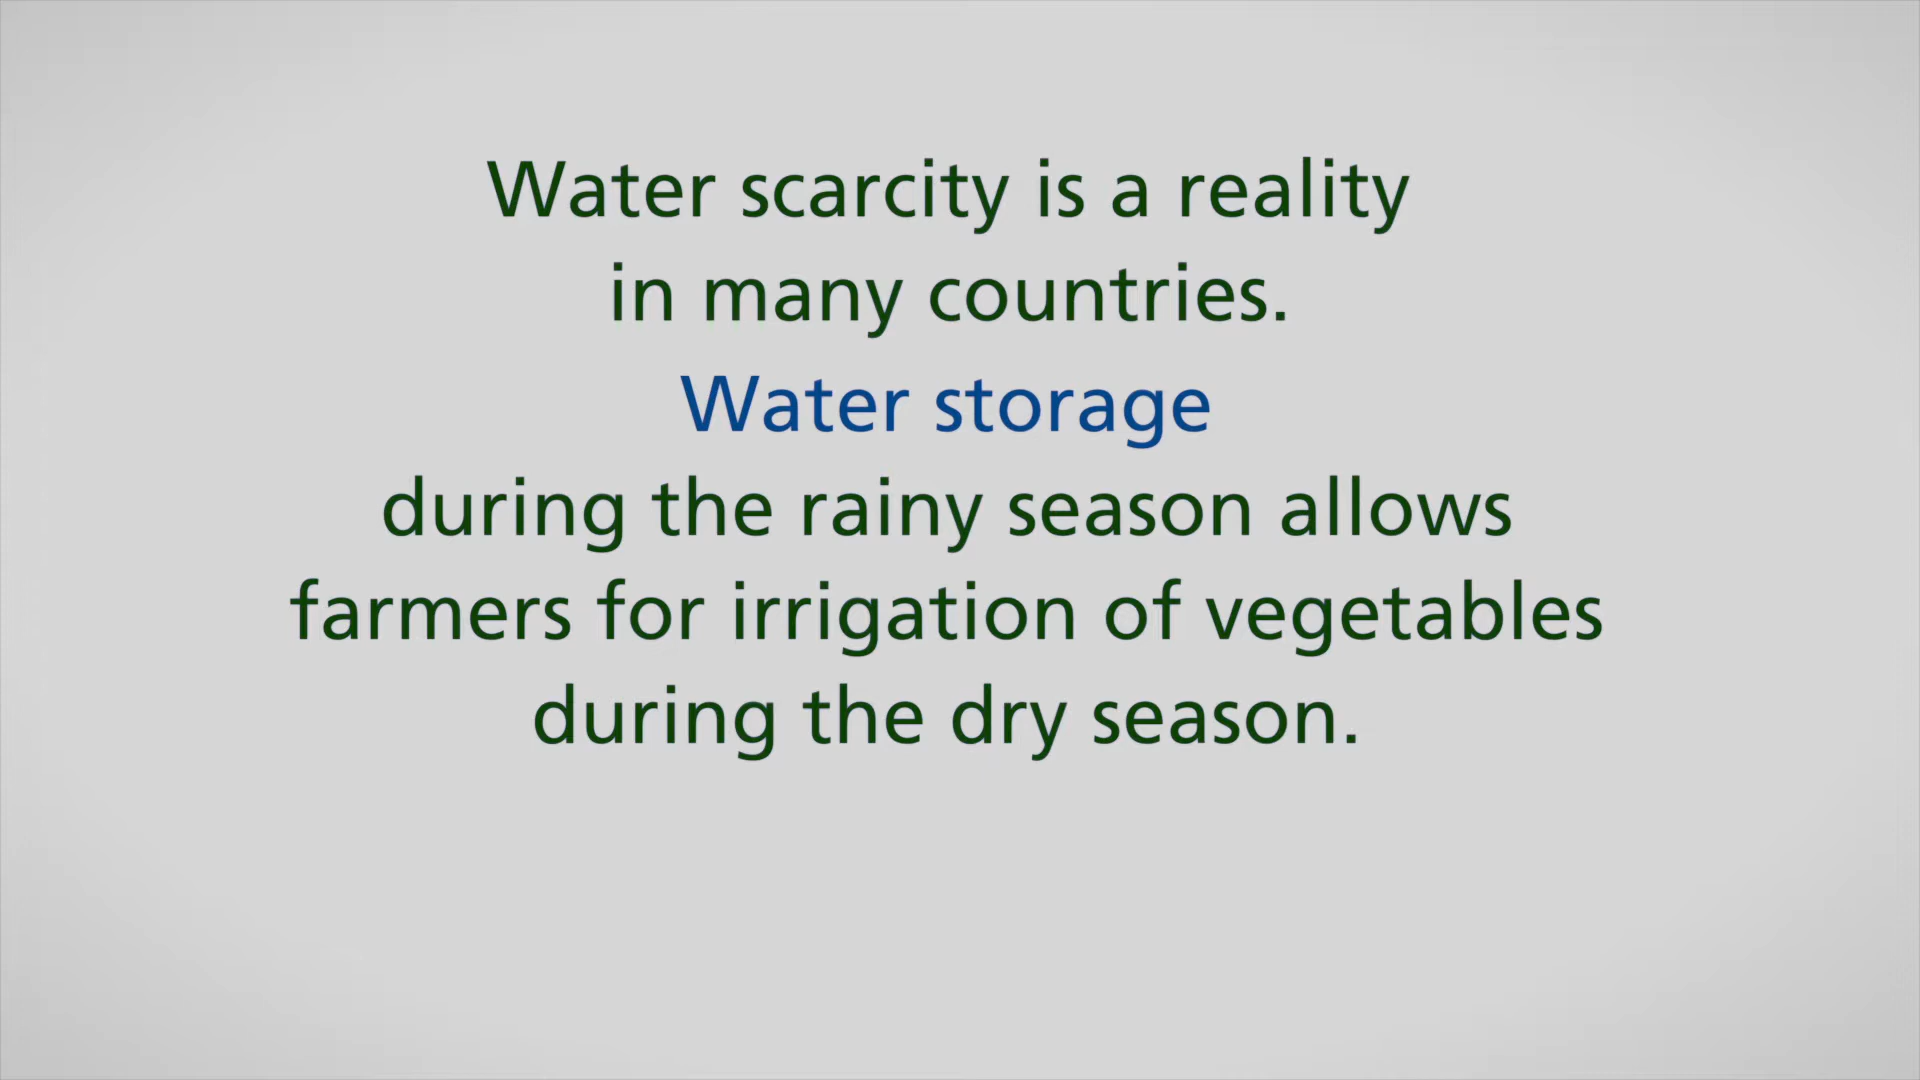 Water scarcity is a reality
in many countries.
Water storage
during the rainy season allows
farmers for irrigation of vegetables
during the dry season.